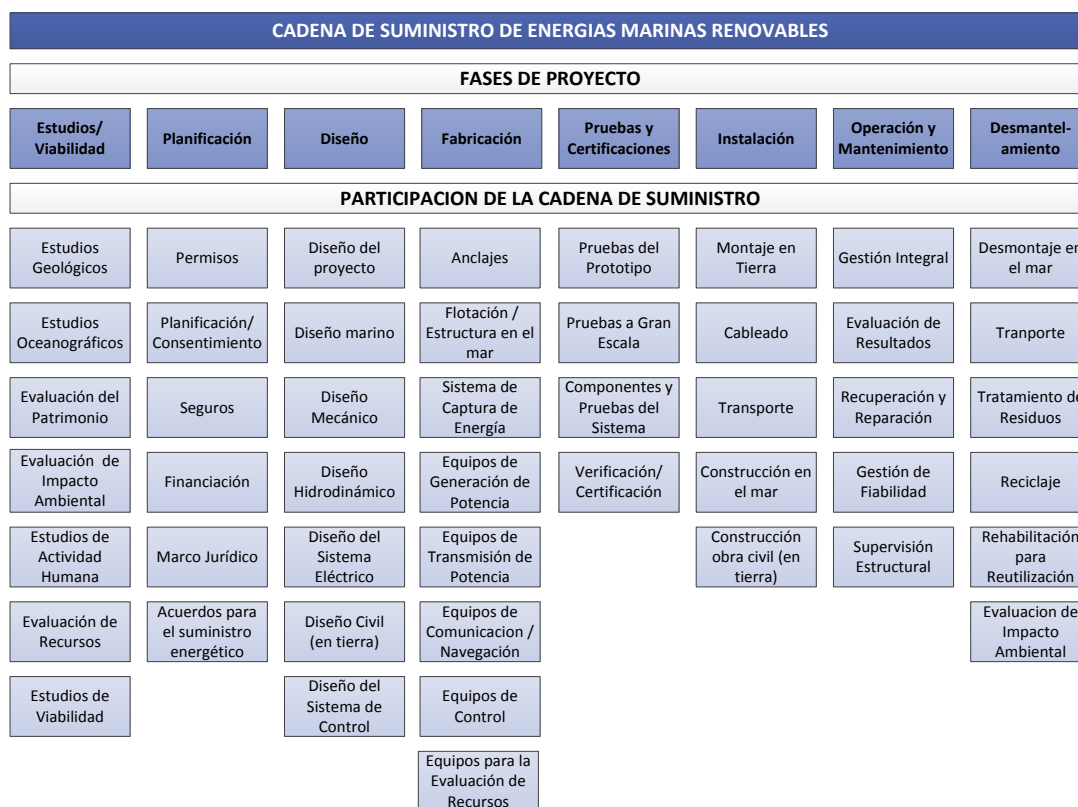 CADENA DE SUMINISTRO DE ENERGIAS MARINAS RENOVABLES
FASES DE PROYECTO
Estudios/
Viabilidad
Planificación
Diseño
Fabricación
Pruebas y
Certificaciones
Instalación
Operación y
Mantenimiento
Desmantel-
amiento
PARTICIPACION DE LA CADENA DE SUMINISTRO
Estudios
Geológicos
Permisos
Diseño del
proyecto
Anclajes
Pruebas del
Prototipo
Montaje en
Tierra
Gestión Integral
Desmontaje en
el mar
Estudios
Oceanográficos
Planificación/
Consentimiento
Diseño marino
Flotación /
Estructura en el
mar
Pruebas a Gran
Escala
Cableado
Evaluación de
Resultados
Tranporte
Evaluación del
Patrimonio
Seguros
Diseño
Mecánico
Sistema de
Captura de
Energía
Componentes y
Pruebas del
Sistema
Transporte
Recuperación y
Reparación
Tratamiento de
Residuos
Evaluación de
Impacto
Ambiental
Financiación
Diseño
Hidrodinámico
Equipos de
Generación de
Potencia
Verificación/
Certificación
Construcción en
el mar
Gestión de
Fiabilidad
Reciclaje
Estudios de
Actividad
Humana
Marco Jurídico
Diseño del
Sistema
Eléctrico
Equipos de
Transmisión de
Potencia
Construcción
obra civil (en
tierra)
Supervisión
Estructural
Rehabilitación
para
Reutilización
Evaluación de
Recursos
Acuerdos para
el suministro
energético
Diseño Civil
(en tierra)
Equipos de
Comunicacion /
Navegación
Evaluacion de
Impacto
Ambiental
Estudios de
Viabilidad
Diseño del
Sistema de
Control
Equipos de
Control
Equipos para la
Evaluación de
Recursos